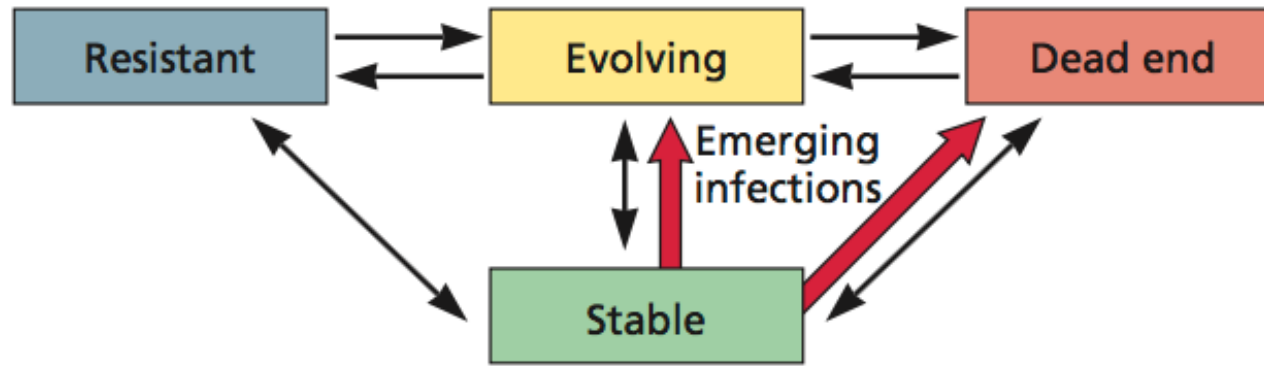 Resistant
Evolving
Dead end
Emerging
infections
Stable